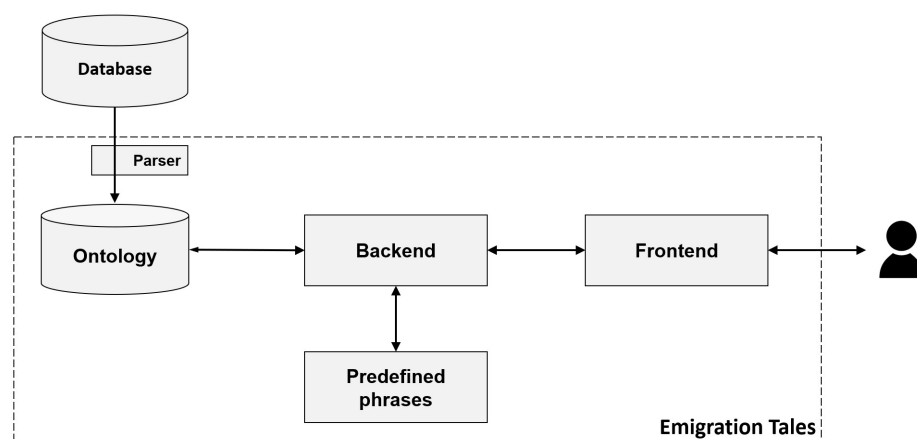 Database
Parser
Ontology
Backend
Frontend
Predefined
phrases
Emigration Tales